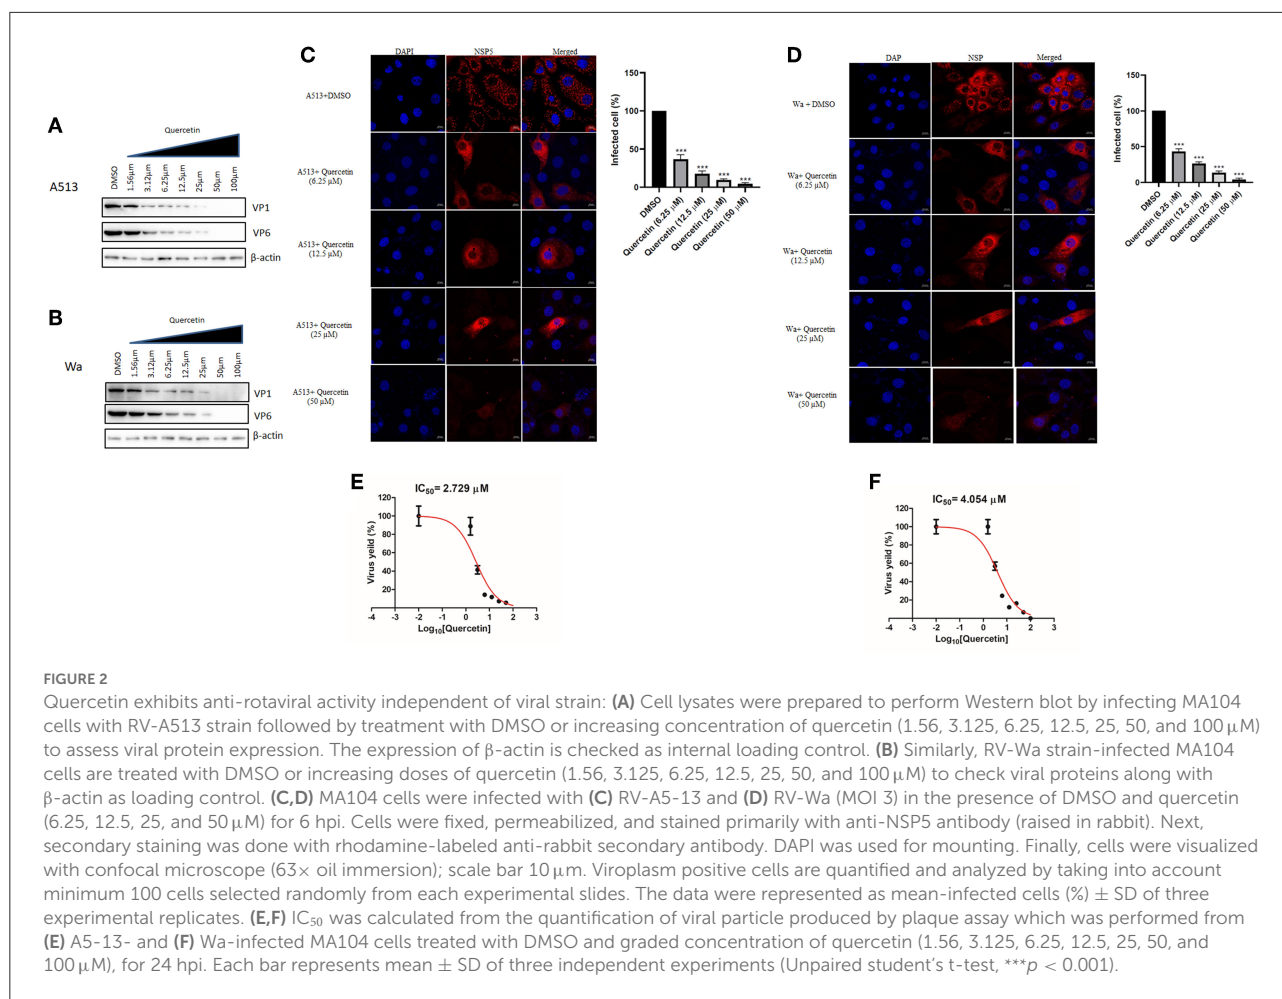 A
Quercetin
DMSO
1.56µm
3.12µm
6.25µm
12.5µm
25µm
50µm
100µm
A513
VP1
VP6
β-actin
B
Quercetin
DMSO
1.56µm
3.12µm
6.25µm
12.5µm
25µm
50µm
100µm
Wa
VP1
VP6
β-actin
C
DAPI NSP5 Merged
A513+DMSO
A513+ Quercetin
(6.25 µM)
A513+ Quercetin
(12.5 µM)
A513+ Quercetin
(25 µM)
A513+ Quercetin
(50 µM)
Infected cell (%)
150
100
50
0
*** *** *** ***
DMSO
Quercetin (6.25 µM)
Quercetin (12.5 µM)
Quercetin (25 µM)
Quercetin (50 µM)
D
DAP NSP Merged
Wa + DMSO
Wa+ Quercetin
(6.25 µM)
Wa+ Quercetin
(12.5 µM)
Wa+ Quercetin
(25 µM)
Wa+ Quercetin
(50 µM)
Infected cell (%)
150
100
50
0
*** *** *** ***
DMSO
Quercetin (6.25 µM)
Quercetin (12.5 µM)
Quercetin (25 µM)
Quercetin (50 µM)
E
IC50= 2.729 µM
Virus yeild (%)
120
100
80
60
40
20
-4 -3 -2 -1 0 1 2 3
Log10[Quercetin]
F
IC50= 4.054 µM
Virus yeild (%)
120
100
80
60
40
20
-4 -3 -2 -1 0 1 2 3
Log10[Quercetin]
FIGURE 2
Quercetin exhibits anti-rotaviral activity independent of viral strain: (A) Cell lysates were prepared to perform Western blot by infecting MA104
cells with RV-A513 strain followed by treatment with DMSO or increasing concentration of quercetin (1.56, 3.125, 6.25, 12.5, 25, 50, and 100 µM)
to assess viral protein expression. The expression of β-actin is checked as internal loading control. (B) Similarly, RV-Wa strain-infected MA104
cells are treated with DMSO or increasing doses of quercetin (1.56, 3.125, 6.25, 12.5, 25, 50, and 100 µM) to check viral proteins along with
β-actin as loading control. (C,D) MA104 cells were infected with (C) RV-A5-13 and (D) RV-Wa (MOI 3) in the presence of DMSO and quercetin
(6.25, 12.5, 25, and 50 µM) for 6 hpi. Cells were fixed, permeabilized, and stained primarily with anti-NSP5 antibody (raised in rabbit). Next,
secondary staining was done with rhodamine-labeled anti-rabbit secondary antibody. DAPI was used for mounting. Finally, cells were visualized
with confocal microscope (63× oil immersion); scale bar 10 µm. Viroplasm positive cells are quantified and analyzed by taking into account
minimum 100 cells selected randomly from each experimental slides. The data were represented as mean-infected cells (%) ± SD of three
experimental replicates. (E,F) IC50 was calculated from the quantification of viral particle produced by plaque assay which was performed from
(E) A5-13- and (F) Wa-infected MA104 cells treated with DMSO and graded concentration of quercetin (1.56, 3.125, 6.25, 12.5, 25, 50, and
100 µM), for 24 hpi. Each bar represents mean ± SD of three independent experiments (Unpaired student's t-test, ***p < 0.001).